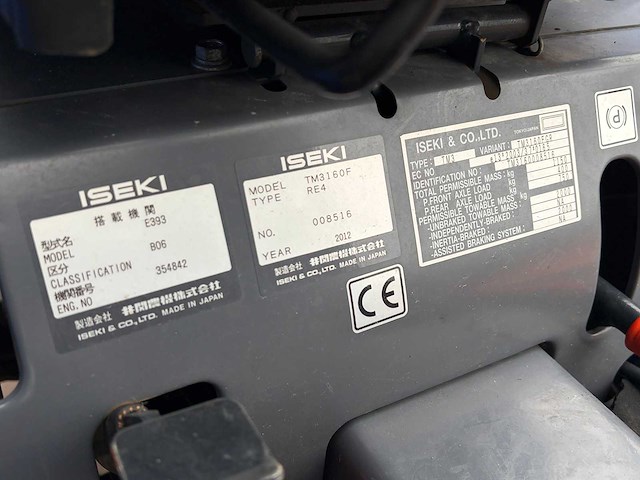 ISEKI
搭載機関
型式名
MODEL E393
区分
CLASSIFICATION B06
機関番号
ENG.NO 354842
製造会社 井関農機株式会社
ISEKI & CO.,LTD. MADE IN JAPAN
ISEKI
MODEL TM3160F
TYPE RE4
NO. 008516
YEAR 2012
製造会社 井関農機株式会社
ISEKI & CO.,LTD. MADE IN JAPAN
CE
ISEKI & CO.,LTD.
TYPE: TM3 VARIANT:
EC NO
IDENTIFICATION NO:
TOTAL PERMISSIBLE MASS: kg
P.FRONT AXLE LOAD kg
P.REAR AXLE LOAD kg
PERMISSIBLE TOWABLE MASS kg
-UNBRAKED TOWABLE MASS:
-INDEPENDENTLY-BRAKED:
-INERTIA-BRAKED:
-ASSISTED BRAKING SYSTEM: NA
(P)